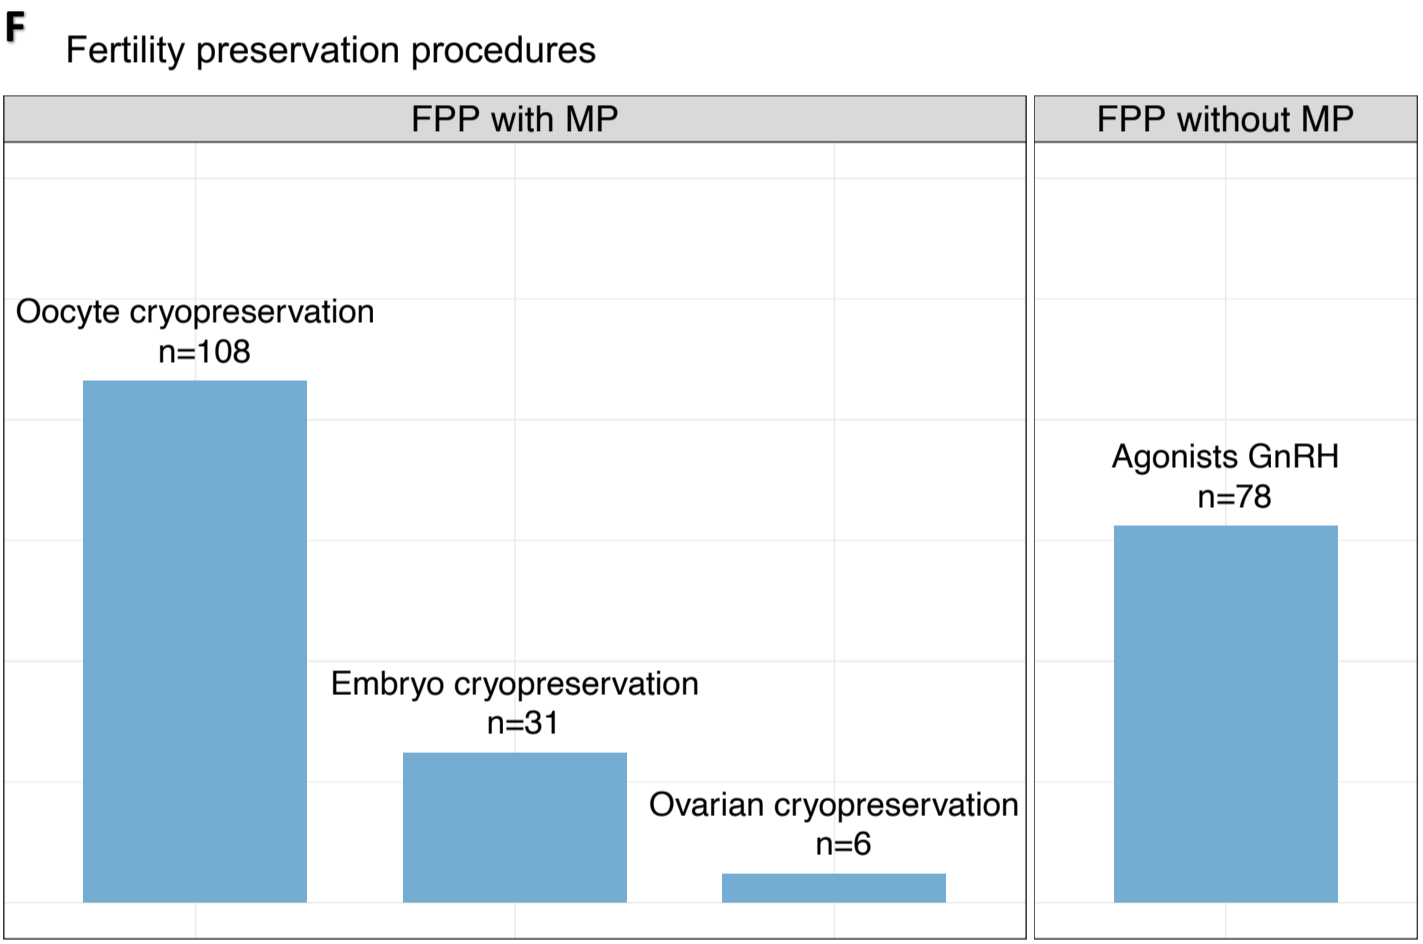 F
Fertility preservation procedures
FPP with MP
Oocyte cryopreservation
n=108
Embryo cryopreservation
n=31
Ovarian cryopreservation
n=6
FPP without MP
Agonists GnRH
n=78